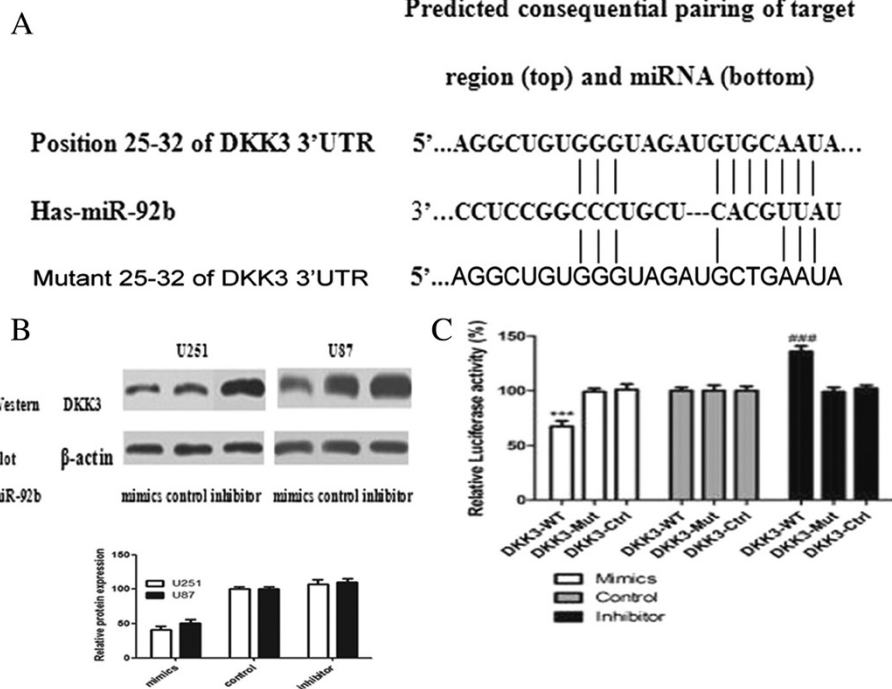 A
Predicted consequential pairing of target
region (top) and miRNA (bottom)
Position 25-32 of DKK3 3'UTR 5'...AGGCUGUGGGUAGAUGUGCAAUA...
Has-miR-92b 3'...CCUCCGGCCCUGCU---CACGUUAU
Mutant 25-32 of DKK3 3'UTR 5'...AGGCUGUGGGUAGAUGCTGAAUA
B
U251 U87
Western DKK3
lot β-actin
miR-92b mimics control inhibitor mimics control inhibitor
Relative protein expression
150
100
50
0
U251
U87
mimics control inhibitor
C
Relative Luciferase activity (%)
150
100
50
0
***
###
DKK3-WT DKK3-Mut DKK3-Ctrl DKK3-WT DKK3-Mut DKK3-Ctrl DKK3-WT DKK3-Mut DKK3-Ctrl
Mimics
Control
Inhibitor